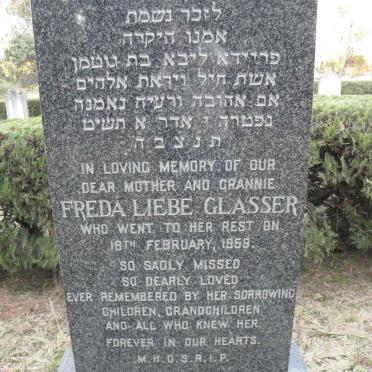 לזכר נשמת
אמנו היקרה
פריידא ליבא בת גוטמן
אשת חיל ויראת אלהים
אם אהובה ורעיה נאמנה
נפטרה י אדר א תשיט
ת נ צ ב ה
IN LOVING MEMORY OF OUR
DEAR MOTHER AND GRANNIE
FREDA LIEBE GLASSER
WHO WENT TO HER REST ON
18TH FEBRUARY, 1959.
SO SADLY MISSED
SO DEARLY LOVED
EVER REMEMBERED BY HER SORROWING
CHILDREN, GRANDCHILDREN
AND ALL WHO KNEW HER.
FOREVER IN OUR HEARTS.
M.H.D.S.R.I.P.